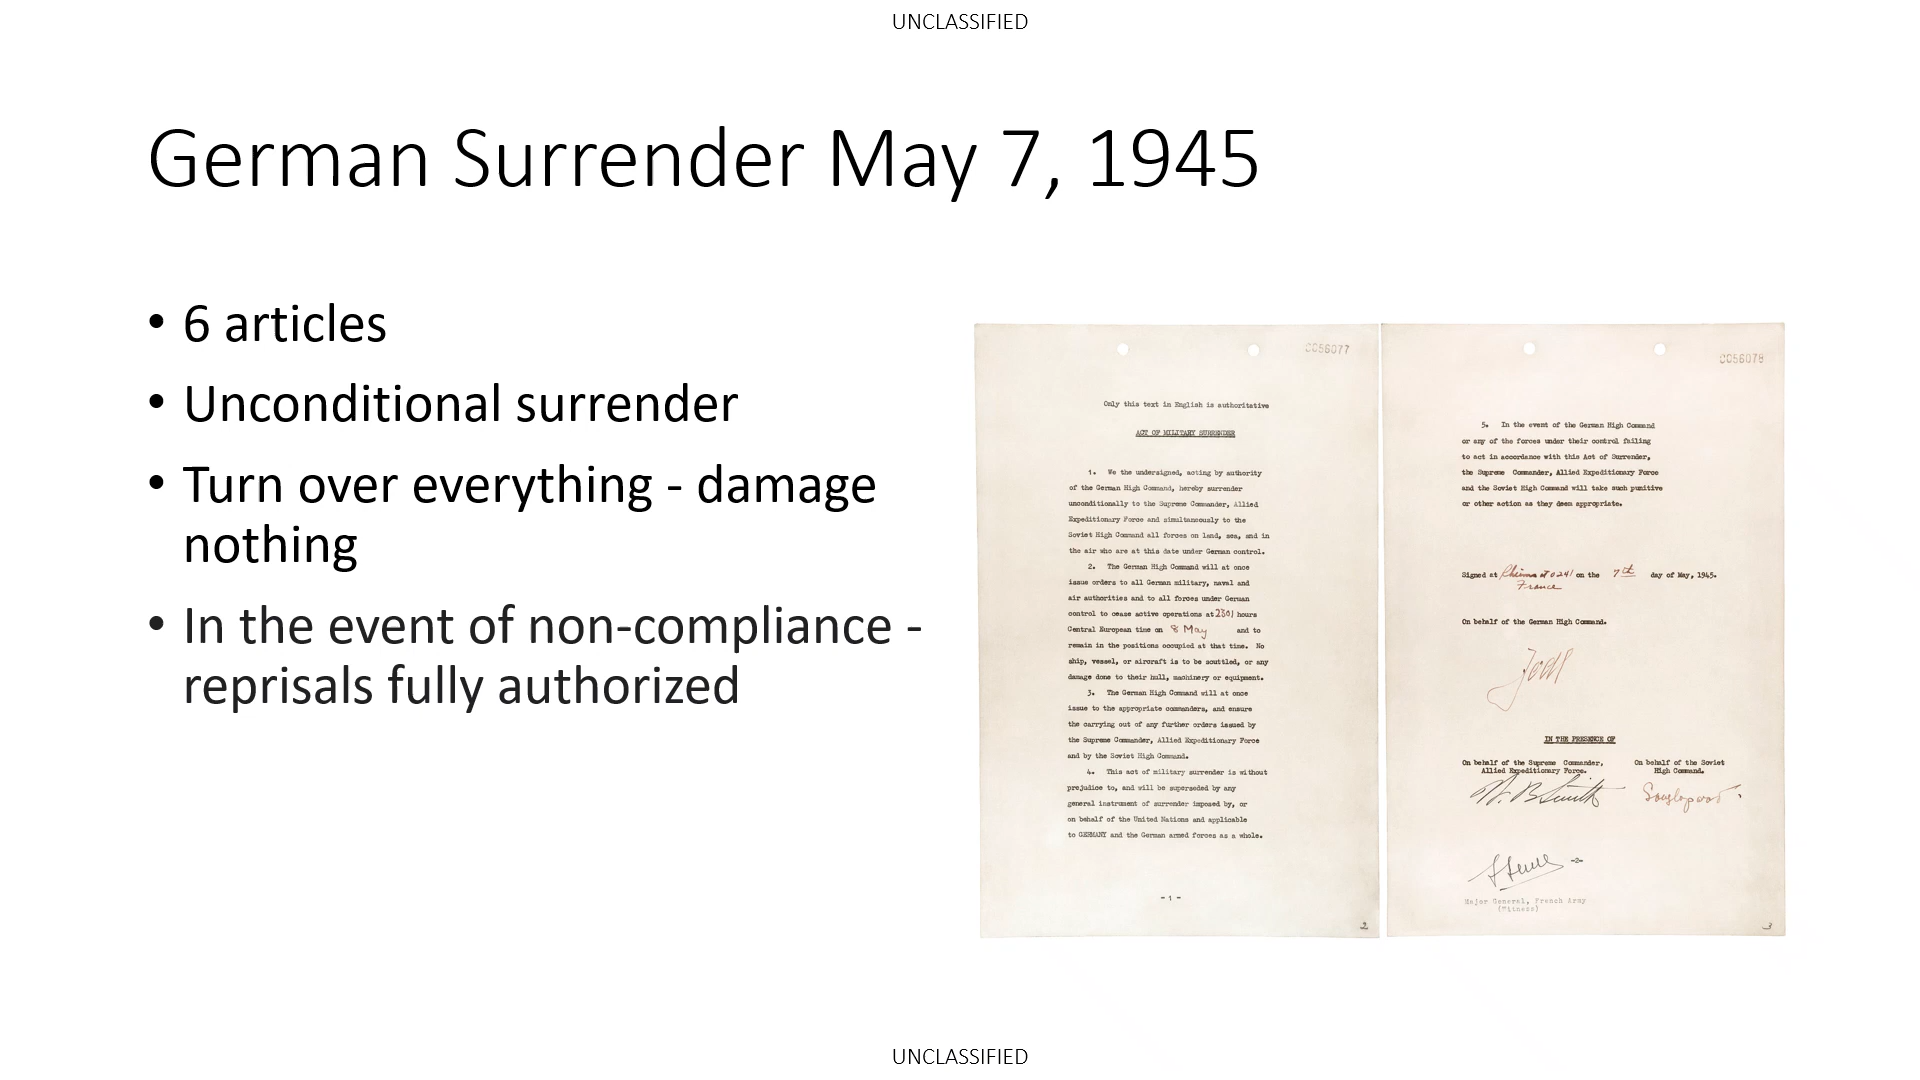 UNCLASSIFIED
German Surrender May 7, 1945
• 6 articles
• Unconditional surrender
• Turn over everything - damage
nothing
• In the event of non-compliance -
reprisals fully authorized
0056077
Only this text in English is authoritative
ACT OF MILITARY SURRENDER
1. We the undersigned, acting by authority
of the German High Command, hereby surrender
unconditionally to the Supreme Commander, Allied
Expeditionary Force and simultaneously to the
Soviet High Command all forces on land, sea, and in
the air who are at this date under German control.
2. The German High Command will at once
issue orders to all German military, naval and
air authorities and to all forces under German
control to cease active operations at 2301 hours
Central European time on 8 May and to
remain in the positions occupied at that time. No
ship, vessel, or aircraft is to be scuttled, or any
damage done to their hull, machinery or equipment.
3. The German High Command will at once
issue to the appropriate commanders, and ensure
the carrying out of any further orders issued by
the Supreme Commander, Allied Expeditionary Force
and by the Soviet High Command.
4. This act of military surrender is without
prejudice to, and will be superseded by any
general instrument of surrender imposed by, or
on behalf of the United Nations and applicable
to GERMANY and the German armed forces as a whole.
- 1 -
2
0056078
5. In the event of the German High Command
or any of the forces under their control failing
to act in accordance with this Act of Surrender,
the Supreme Commander, Allied Expeditionary Force
and the Soviet High Command will take such punitive
or other action as they deem appropriate.
Signed at Rheims at 0241 on the 7th day of May, 1945.
France
On behalf of the German High Command.
Jodl
IN THE PRESENCE OF
On behalf of the Supreme Commander,
Allied Expeditionary Force.
On behalf of the Soviet
High Command.
W. B. Smith
-2-
Major General, French Army
(Witness)
3
UNCLASSIFIED